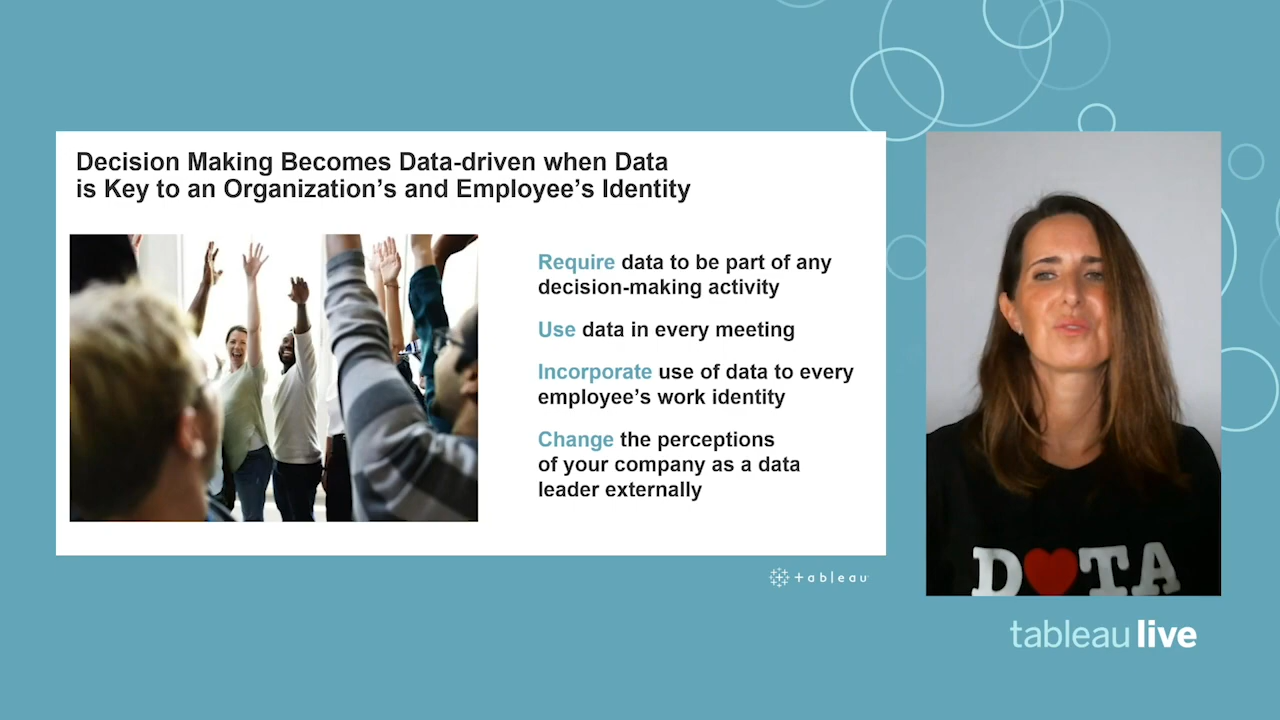 Decision Making Becomes Data-driven when Data
is Key to an Organization’s and Employee’s Identity
Require data to be part of any
decision-making activity
Use data in every meeting
Incorporate use of data to every
employee’s work identity
Change the perceptions
of your company as a data
leader externally
+ableau
D❤TA
tableau live